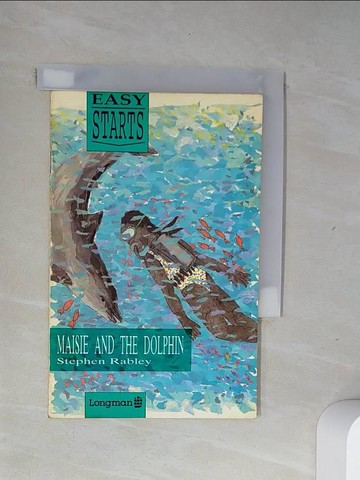 EASY
STARTS
MAISIE AND THE DOLPHIN
Stephen Rabley
Longman